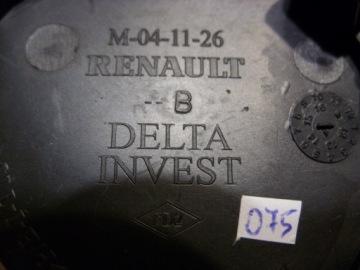 M-04-11-26
RENAULT
-- B
DELTA
INVEST
075